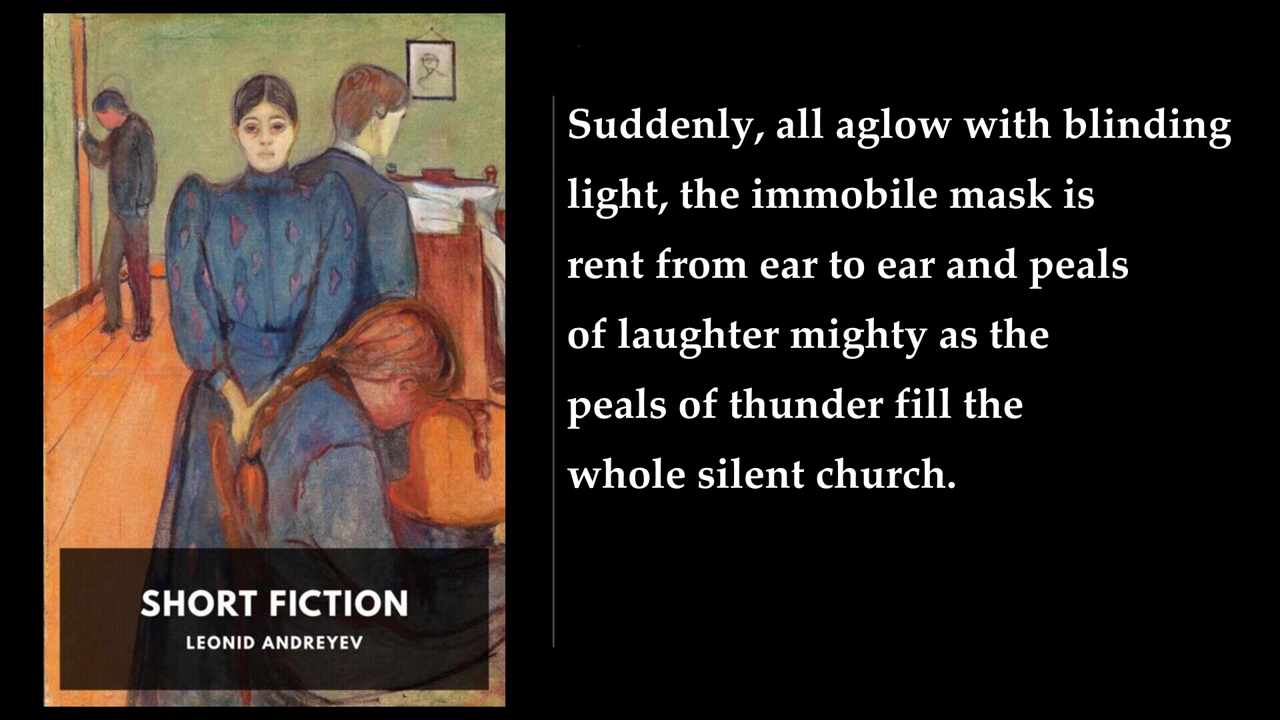 SHORT FICTION
LEONID ANDREYEV
Suddenly, all aglow with blinding
light, the immobile mask is
rent from ear to ear and peals
of laughter mighty as the
peals of thunder fill the
whole silent church.